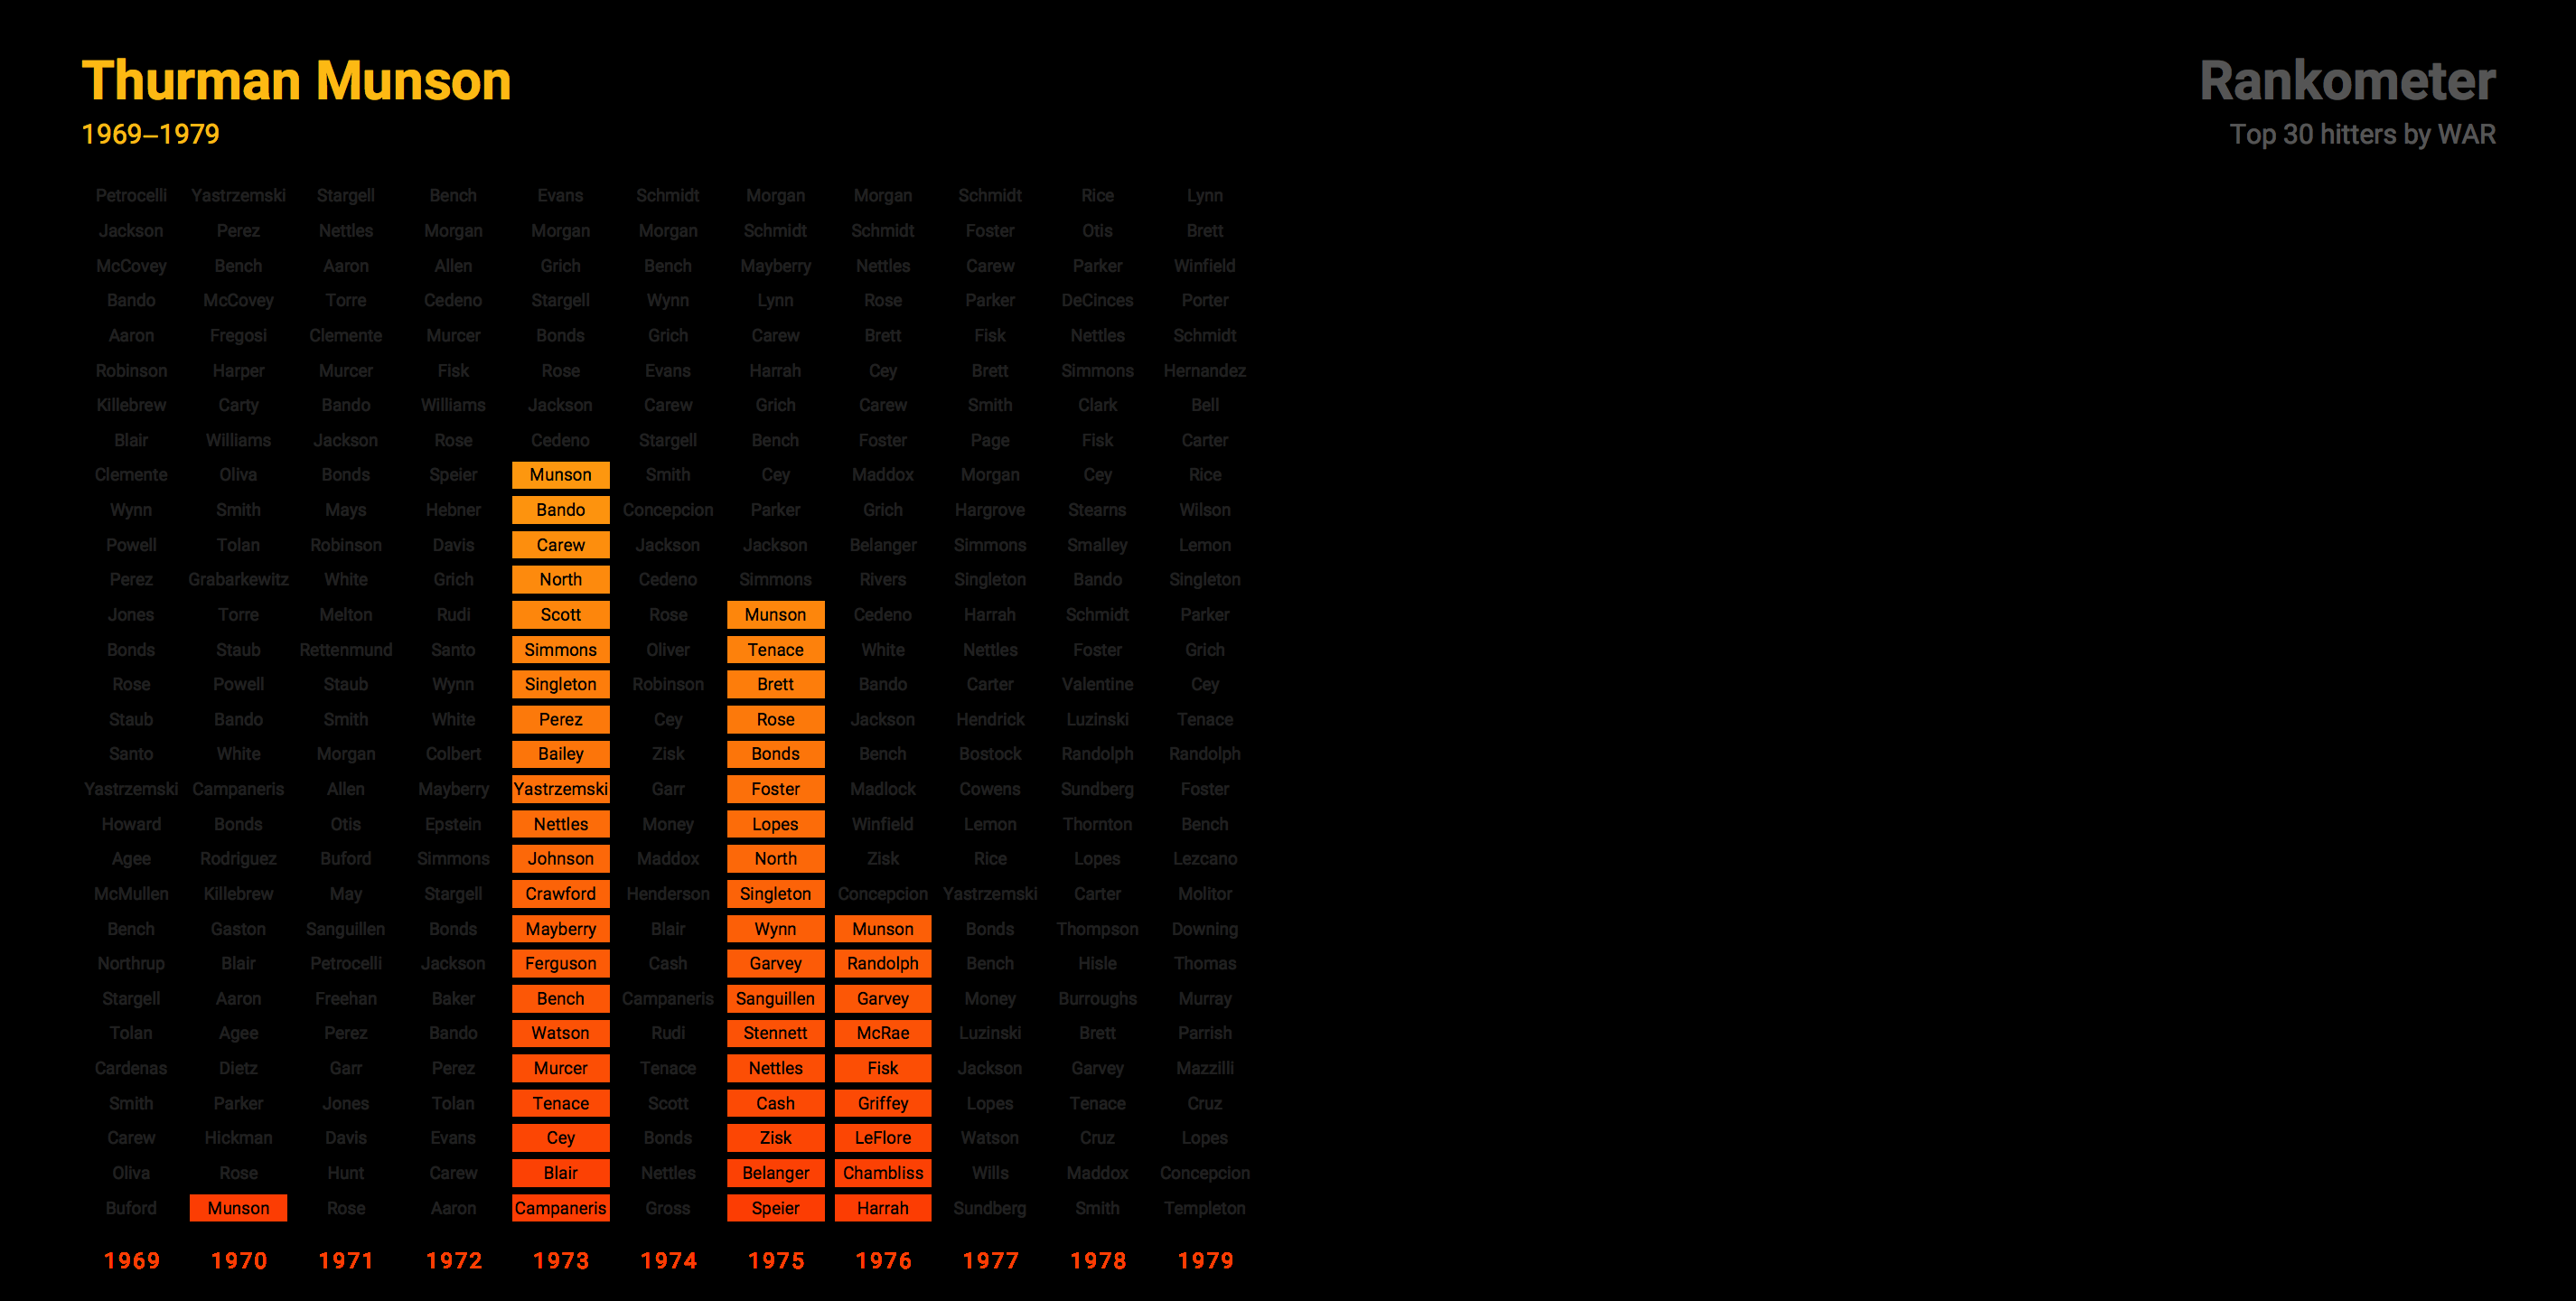 Thurman Munson
1969–1979
Rankometer
Top 30 hitters by WAR
Petrocelli Yastrzemski Stargell Bench Evans Schmidt Morgan Morgan Schmidt Rice Lynn
Jackson Perez Nettles Morgan Morgan Morgan Schmidt Schmidt Foster Otis Brett
McCovey Bench Aaron Allen Grich Bench Mayberry Nettles Carew Parker Winfield
Bando McCovey Torre Cedeno Stargell Wynn Lynn Rose Parker DeCinces Porter
Aaron Fregosi Clemente Murcer Bonds Grich Carew Brett Fisk Nettles Schmidt
Robinson Harper Murcer Fisk Rose Evans Harrah Cey Brett Simmons Hernandez
Killebrew Carty Bando Williams Jackson Carew Grich Carew Smith Clark Bell
Blair Williams Jackson Rose Cedeno Stargell Bench Foster Page Fisk Carter
Clemente Oliva Bonds Speier Munson Smith Cey Maddox Morgan Cey Rice
Wynn Smith Mays Hebner Bando Concepcion Parker Grich Hargrove Stearns Wilson
Powell Tolan Robinson Davis Carew Jackson Jackson Belanger Simmons Smalley Lemon
Perez Grabarkewitz White Grich North Cedeno Simmons Rivers Singleton Bando Singleton
Jones Torre Melton Rudi Scott Rose Munson Cedeno Harrah Schmidt Parker
Bonds Staub Rettenmund Santo Simmons Oliver Tenace White Nettles Foster Grich
Rose Powell Staub Wynn Singleton Robinson Brett Bando Carter Valentine Cey
Staub Bando Smith White Perez Cey Rose Jackson Hendrick Luzinski Tenace
Santo White Morgan Colbert Bailey Zisk Bonds Bench Bostock Randolph Randolph
Yastrzemski Campaneris Allen Mayberry Yastrzemski Garr Foster Madlock Cowens Sundberg Foster
Howard Bonds Otis Epstein Nettles Money Lopes Winfield Lemon Thornton Bench
Agee Rodriguez Buford Simmons Johnson Maddox North Zisk Rice Lopes Lezcano
McMullen Killebrew May Stargell Crawford Henderson Singleton Concepcion Yastrzemski Carter Molitor
Bench Gaston Sanguillen Bonds Mayberry Blair Wynn Munson Bonds Thompson Downing
Northrup Blair Petrocelli Jackson Ferguson Cash Garvey Randolph Bench Hisle Thomas
Stargell Aaron Freehan Baker Bench Campaneris Sanguillen Garvey Money Burroughs Murray
Tolan Agee Perez Bando Watson Rudi Stennett McRae Luzinski Brett Parrish
Cardenas Dietz Garr Perez Murcer Tenace Nettles Fisk Jackson Garvey Mazzilli
Smith Parker Jones Tolan Tenace Scott Cash Griffey Lopes Tenace Cruz
Carew Hickman Davis Evans Cey Bonds Zisk LeFlore Watson Cruz Lopes
Oliva Rose Hunt Carew Blair Nettles Belanger Chambliss Wills Maddox Concepcion
Buford Munson Rose Aaron Campaneris Gross Speier Harrah Sundberg Smith Templeton
1969 1970 1971 1972 1973 1974 1975 1976 1977 1978 1979